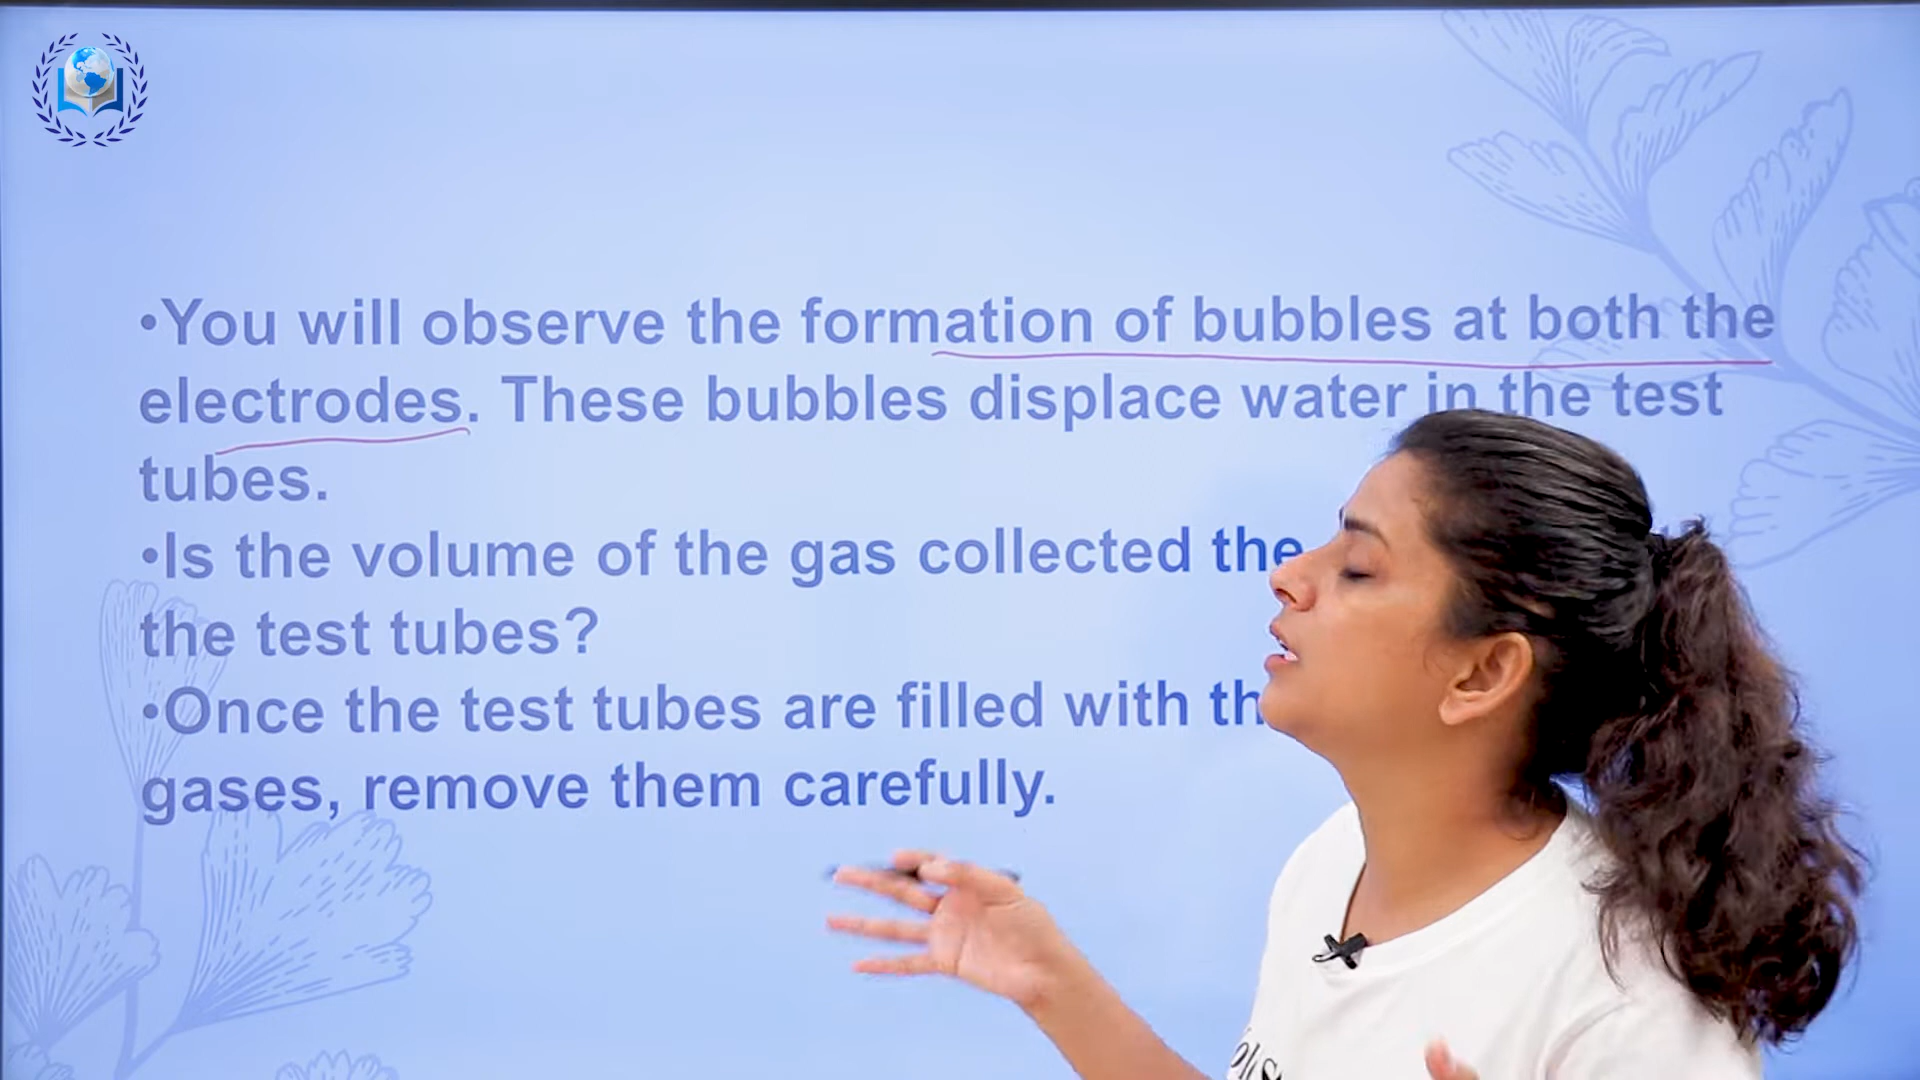 •You will observe the formation of bubbles at both the
electrodes. These bubbles displace water in the test
tubes.
•Is the volume of the gas collected the
the test tubes?
•Once the test tubes are filled with
gases, remove them carefully.